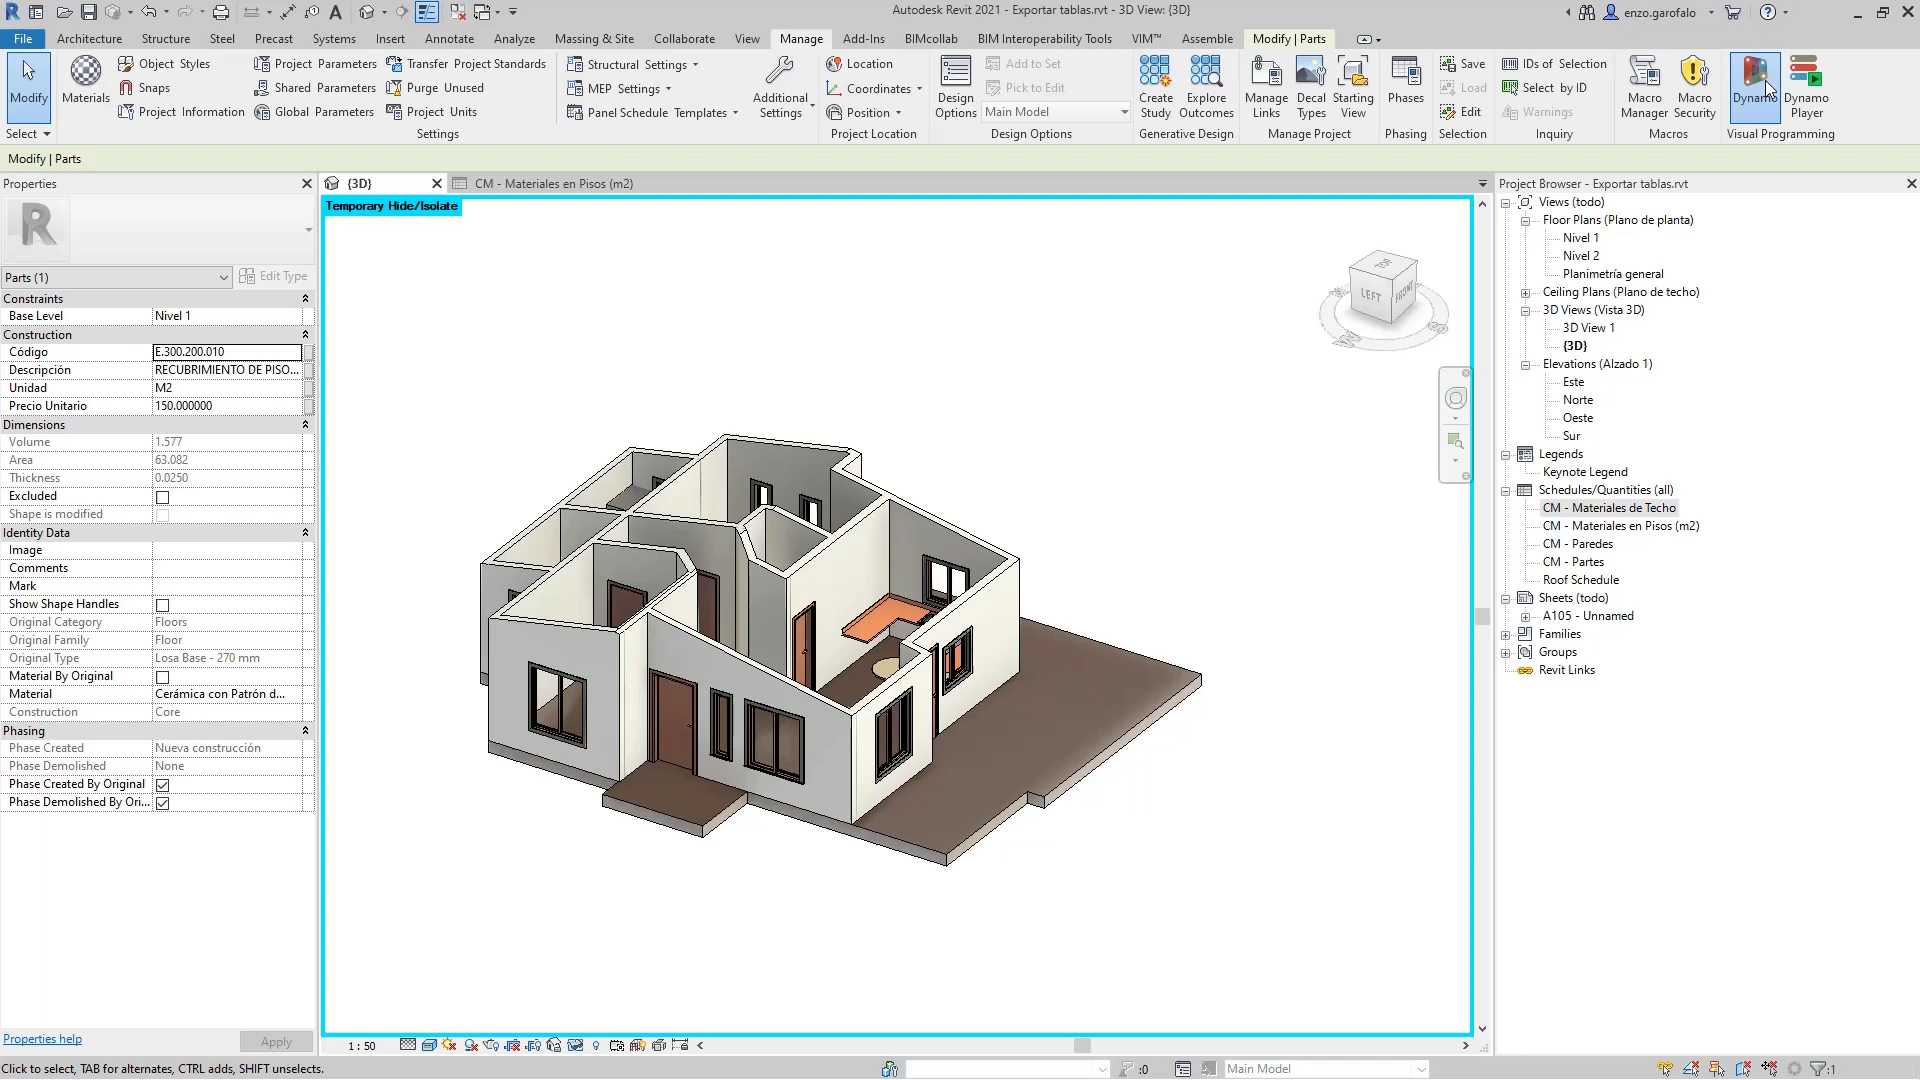 Autodesk Revit 2021 - Exportar tablas.rvt - 3D View: {3D}
enzo.garofalo
File Architecture Structure Steel Precast Systems Insert Annotate Analyze Massing & Site Collaborate View Manage Add-Ins BIMcollab BIM Interoperability Tools VIM™ Assemble Modify | Parts
Modify
Select
Materials
Object Styles
Snaps
Project Information
Project Parameters
Shared Parameters
Global Parameters
Transfer Project Standards
Purge Unused
Project Units
Settings
Structural Settings
MEP Settings
Panel Schedule Templates
Additional Settings
Location
Coordinates
Position
Project Location
Design Options
Add to Set
Pick to Edit
Main Model
Design Options
Create Study
Explore Outcomes
Generative Design
Manage Links
Decal Types
Starting View
Manage Project
Phases
Phasing
Save
Load
Edit
Selection
IDs of Selection
Select by ID
Warnings
Inquiry
Macro Manager
Macro Security
Macros
Dynamo
Dynamo Player
Visual Programming
Modify | Parts
Properties
R
Parts (1)
Edit Type
Constraints
Base Level Nivel 1
Construction
Código E.300.200.010
Descripción RECUBRIMIENTO DE PISO...
Unidad M2
Precio Unitario 150.000000
Dimensions
Volume 1.577
Area 63.082
Thickness 0.0250
Excluded
Shape is modified
Identity Data
Image
Comments
Mark
Show Shape Handles
Original Category Floors
Original Family Floor
Original Type Losa Base - 270 mm
Material By Original
Material Cerámica con Patrón d...
Construction Core
Phasing
Phase Created Nueva construcción
Phase Demolished None
Phase Created By Original
Phase Demolished By Ori...
Properties help
Apply
{3D}
CM - Materiales en Pisos (m2)
Temporary Hide/Isolate
TOP
LEFT
FRONT
1 : 50
Project Browser - Exportar tablas.rvt
Views (todo)
Floor Plans (Plano de planta)
Nivel 1
Nivel 2
Planimetría general
Ceiling Plans (Plano de techo)
3D Views (Vista 3D)
3D View 1
{3D}
Elevations (Alzado 1)
Este
Norte
Oeste
Sur
Legends
Keynote Legend
Schedules/Quantities (all)
CM - Materiales de Techo
CM - Materiales en Pisos (m2)
CM - Paredes
CM - Partes
Roof Schedule
Sheets (todo)
A105 - Unnamed
Families
Groups
Revit Links
Click to select, TAB for alternates, CTRL adds, SHIFT unselects.
:0
Main Model
:1